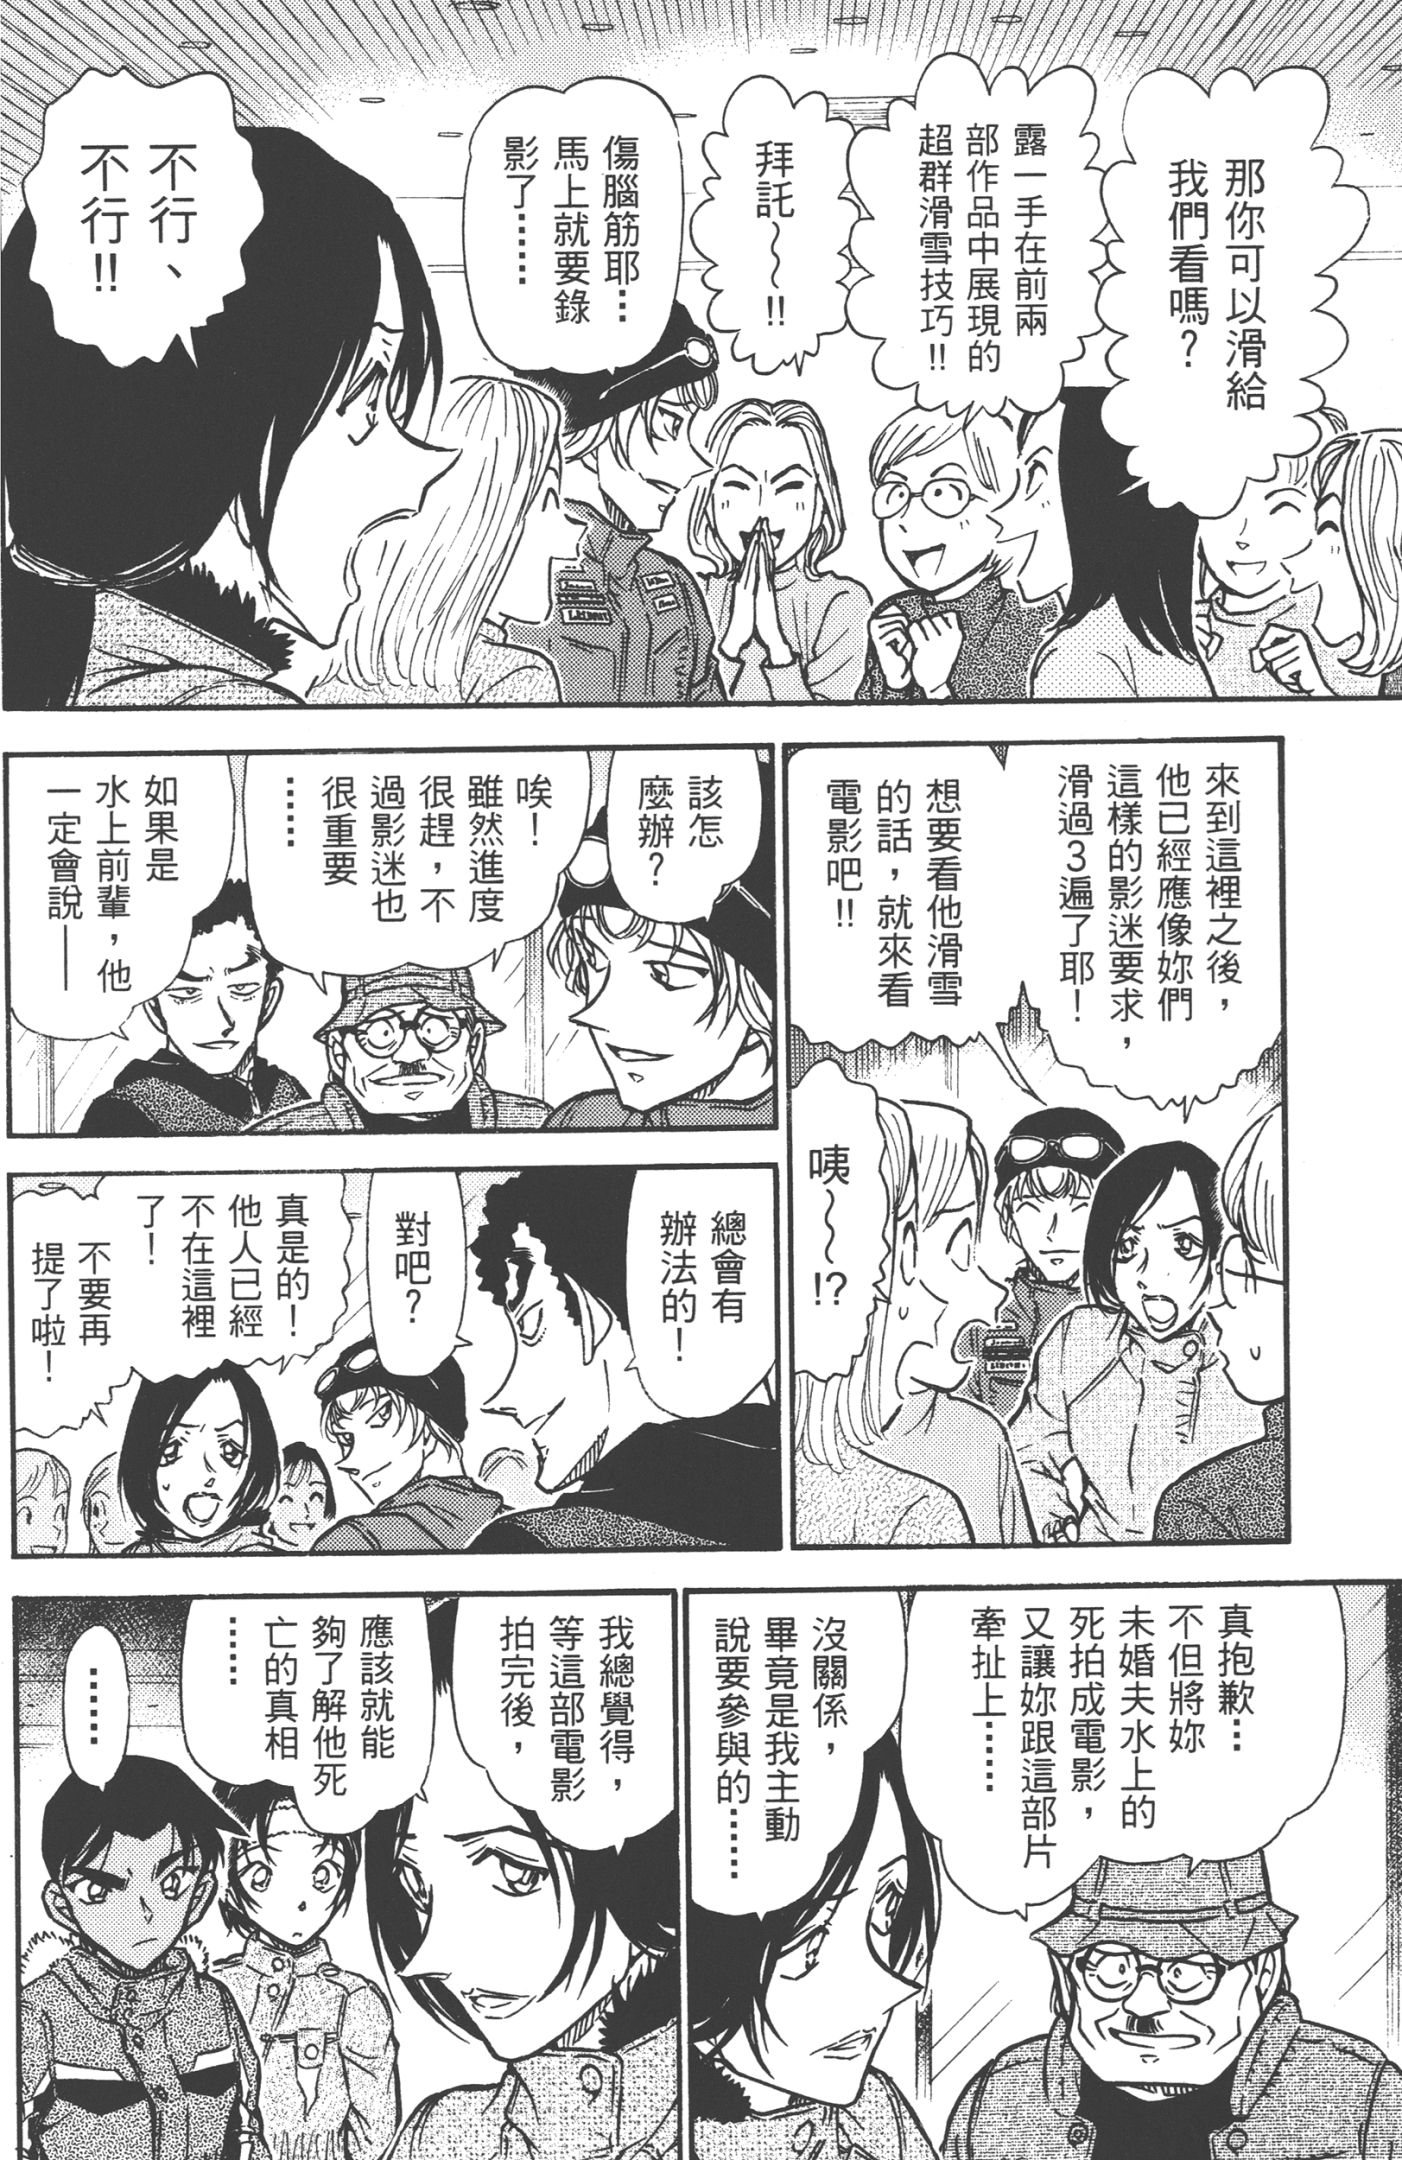 那你可以滑給
我們看嗎?
露一手在前兩
部作品中展現的
超群滑雪技巧!!
拜託~~!!
傷腦筋耶…
馬上就要錄
影了……
不行、
不行!!
來到這裡之後,
他已經應像妳們
這樣的影迷要求,
滑過3遍了耶!
想要看他滑雪
的話,就來看
電影吧!!
咦~~!?
該怎
麼辦?
唉!
雖然進度
很趕,不
過影迷也
很重要
……
如果是
水上前輩,他
一定會說——
總會有
辦法的!
對吧?
真是的!
他人已經
不在這裡
了!
不要再
提了啦!
真抱歉…
不但將妳
未婚夫水上的
死拍成電影,
又讓妳跟這部片
牽扯上……
沒關係,
畢竟是我主動
說要參與的……
我總覺得,
等這部電影
拍完後,
應該就能
夠了解他死
亡的真相
……
……